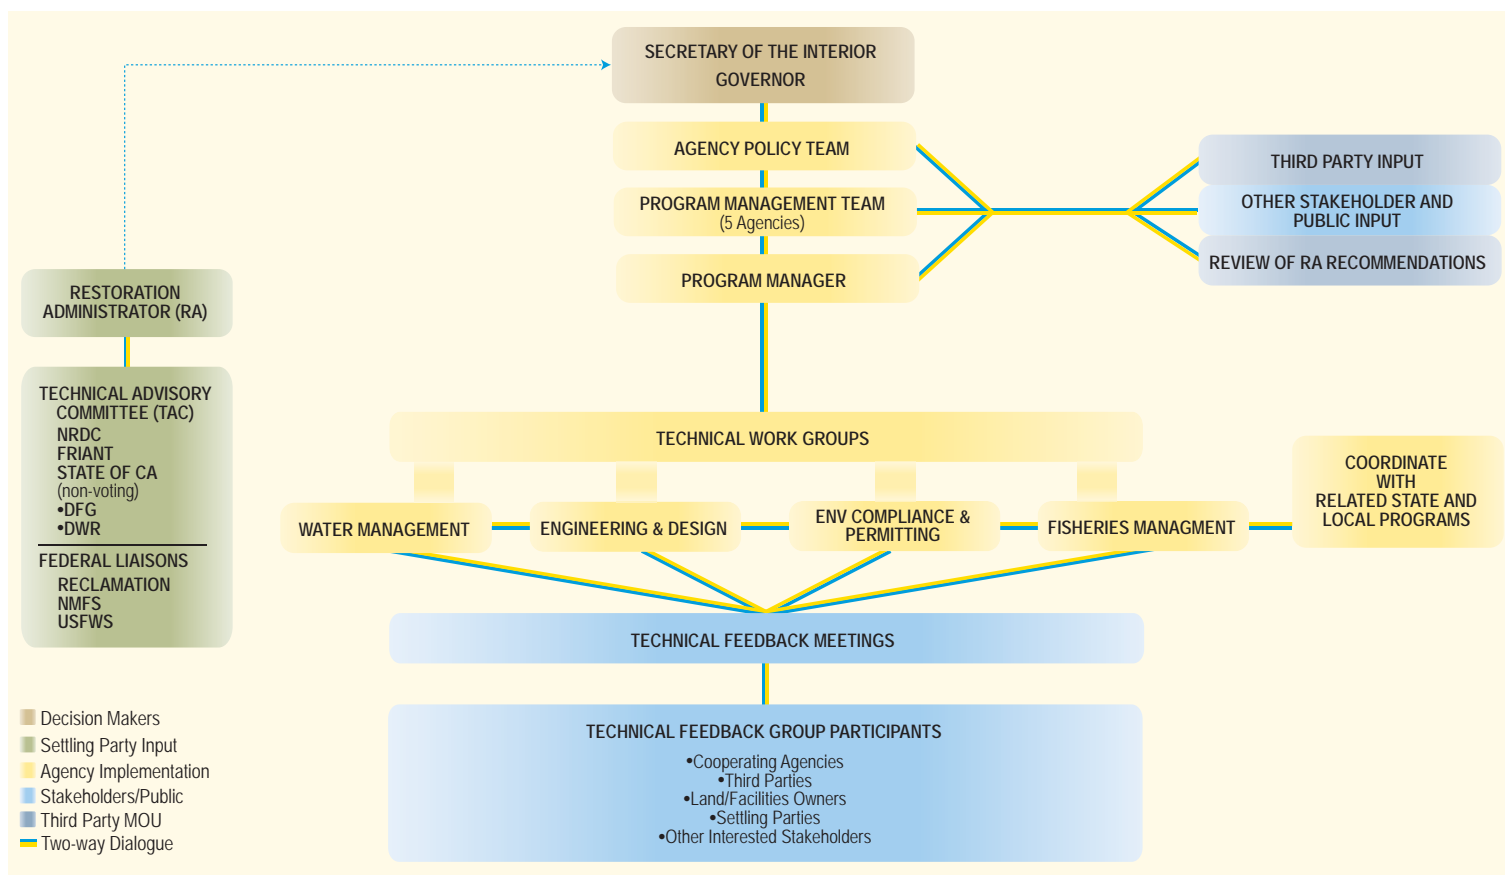 SECRETARY OF THE INTERIOR
GOVERNOR
AGENCY POLICY TEAM
PROGRAM MANAGEMENT TEAM
(5 Agencies)
PROGRAM MANAGER
THIRD PARTY INPUT
OTHER STAKEHOLDER AND
PUBLIC INPUT
REVIEW OF RA RECOMMENDATIONS
RESTORATION
ADMINISTRATOR (RA)
TECHNICAL ADVISORY
COMMITTEE (TAC)
NRDC
FRIANT
STATE OF CA
(non-voting)
•DFG
•DWR
FEDERAL LIAISONS
RECLAMATION
NMFS
USFWS
TECHNICAL WORK GROUPS
WATER MANAGEMENT
ENGINEERING & DESIGN
ENV COMPLIANCE &
PERMITTING
FISHERIES MANAGMENT
COORDINATE
WITH
RELATED STATE AND
LOCAL PROGRAMS
TECHNICAL FEEDBACK MEETINGS
TECHNICAL FEEDBACK GROUP PARTICIPANTS
•Cooperating Agencies
•Third Parties
•Land/Facilities Owners
•Settling Parties
•Other Interested Stakeholders
Decision Makers
Settling Party Input
Agency Implementation
Stakeholders/Public
Third Party MOU
Two-way Dialogue